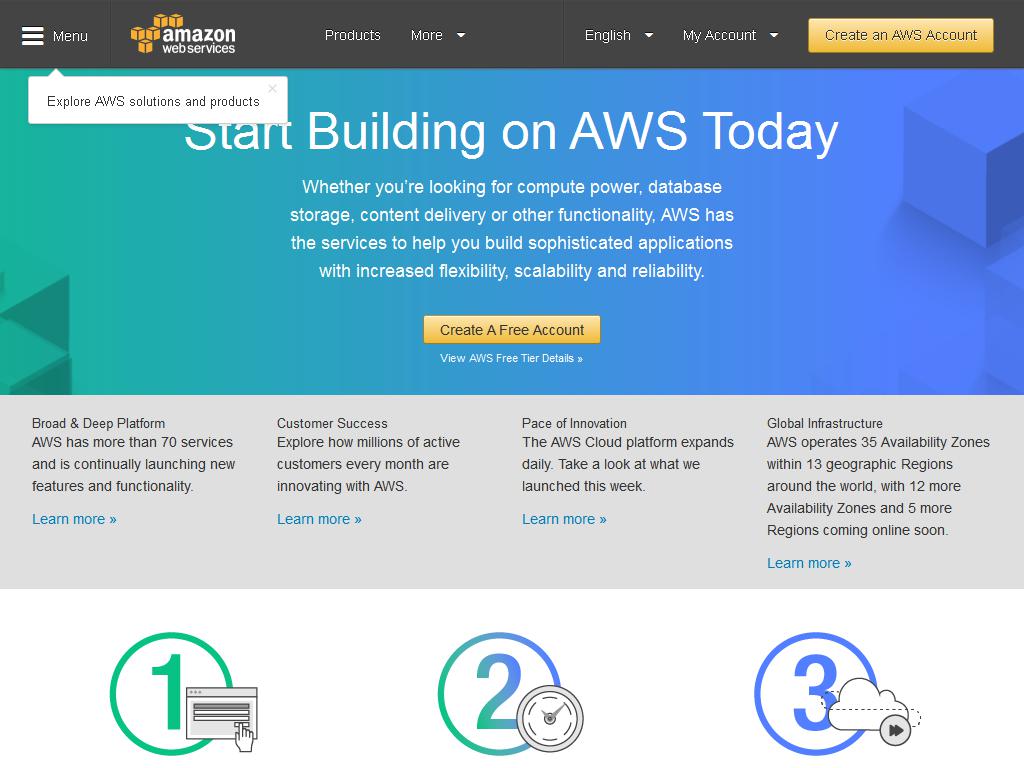 Menu
amazon
webservices
Products
More
English
My Account
Create an AWS Account
Explore AWS solutions and products
Start Building on AWS Today
Whether you’re looking for compute power, database
storage, content delivery or other functionality, AWS has
the services to help you build sophisticated applications
with increased flexibility, scalability and reliability.
Create A Free Account
View AWS Free Tier Details »
Broad & Deep Platform
AWS has more than 70 services
and is continually launching new
features and functionality.
Learn more »
Customer Success
Explore how millions of active
customers every month are
innovating with AWS.
Learn more »
Pace of Innovation
The AWS Cloud platform expands
daily. Take a look at what we
launched this week.
Learn more »
Global Infrastructure
AWS operates 35 Availability Zones
within 13 geographic Regions
around the world, with 12 more
Availability Zones and 5 more
Regions coming online soon.
Learn more »
1
2
3